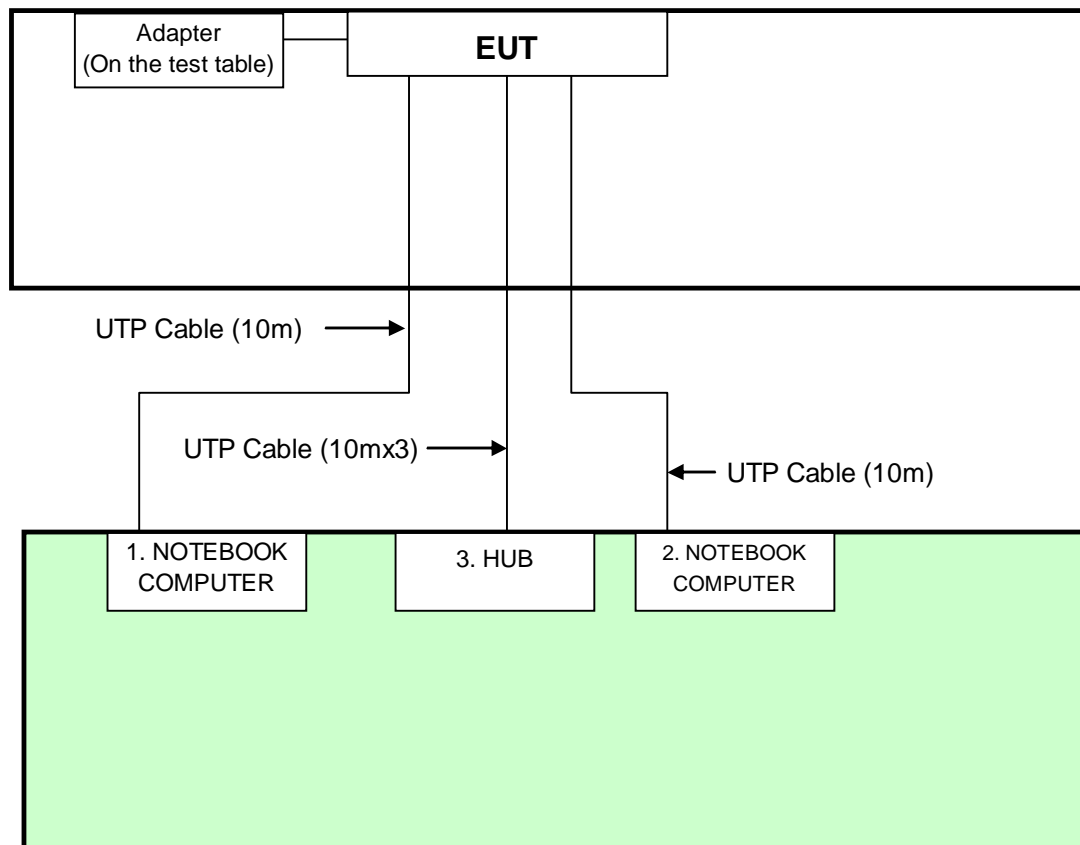 Adapter
(On the test table)
EUT
UTP Cable (10m)
UTP Cable (10mx3)
UTP Cable (10m)
1. NOTEBOOK
COMPUTER
3. HUB
2. NOTEBOOK
COMPUTER